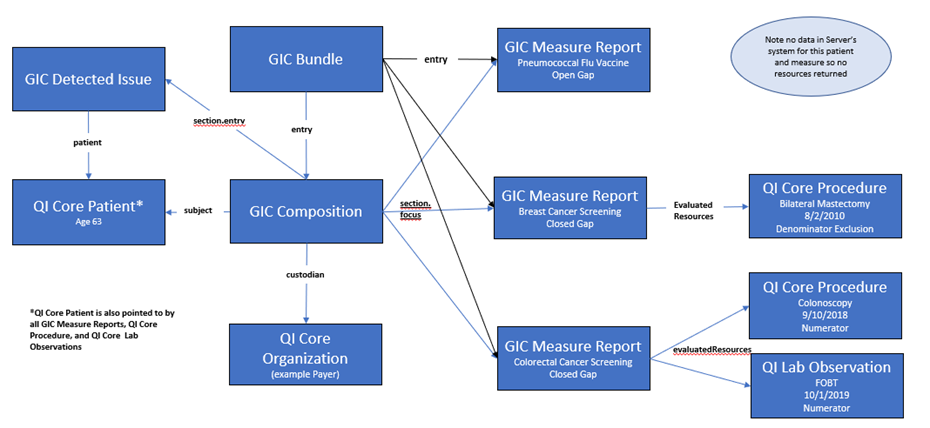 GIC Detected Issue
GIC Bundle
entry
GIC Measure Report
Pneumococcal Flu Vaccine
Open Gap
Note no data in Server's
system for this patient
and measure so no
resources returned
section.entry
patient
entry
QI Core Patient*
Age 63
subject
GIC Composition
section.
focus
GIC Measure Report
Breast Cancer Screening
Closed Gap
Evaluated
Resources
QI Core Procedure
Bilateral Mastectomy
8/2/2010
Denominator Exclusion
custodian
*QI Core Patient is also pointed to by
all GIC Measure Reports, QI Core
Procedure, and QI Core Lab
Observations
QI Core
Organization
(example Payer)
GIC Measure Report
Colorectal Cancer Screening
Closed Gap
evaluatedResources
QI Core Procedure
Colonoscopy
9/10/2018
Numerator
QI Lab Observation
FOBT
10/1/2019
Numerator